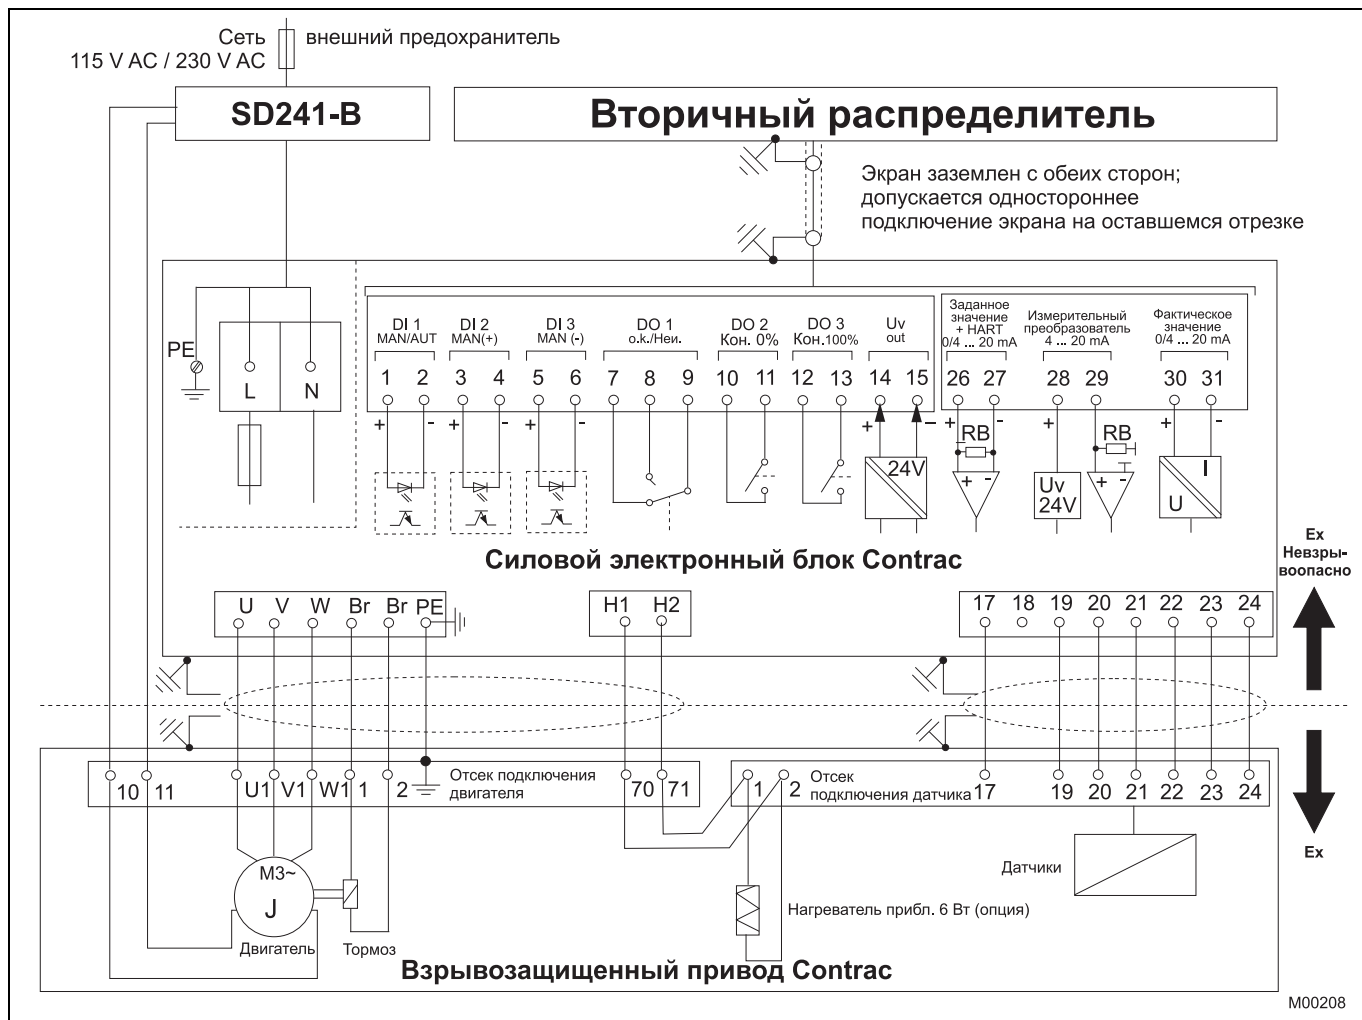 Сеть
внешний предохранитель
115 V AC / 230 V AC
SD241-B
Вторичный распределитель
Экран заземлен с обеих сторон;
допускается одностороннее
подключение экрана на оставшемся отрезке
PE
L
N
DI 1
MAN/AUT
DI 2
MAN(+)
DI 3
MAN (-)
DO 1
o.k./Неи.
DO 2
Кон. 0%
DO 3
Кон.100%
Uv
out
Заданное
значение
+ HART
0/4 ... 20 mA
Измерительный
преобразователь
4 ... 20 mA
Фактическое
значение
0/4 ... 20 mA
1 2 3 4 5 6 7 8 9 10 11 12 13 14 15 26 27 28 29 30 31
+ - + - + - + – + - + + -
RB
RB
24V
+ -
Uv
24V
+ -
I
U
Силовой электронный блок Contrac
Ex
Невзры-
воопасно
U V W Br Br PE
H1 H2
17 18 19 20 21 22 23 24
10 11 U1 V1 W1 1 2
Отсек подключения
двигателя
70 71
1 2
Отсек
подключения датчика
17 19 20 21 22 23 24
Ex
M3~
J
Двигатель
Тормоз
Нагреватель прибл. 6 Вт (опция)
Датчики
Взрывозащищенный привод Contrac
M00208